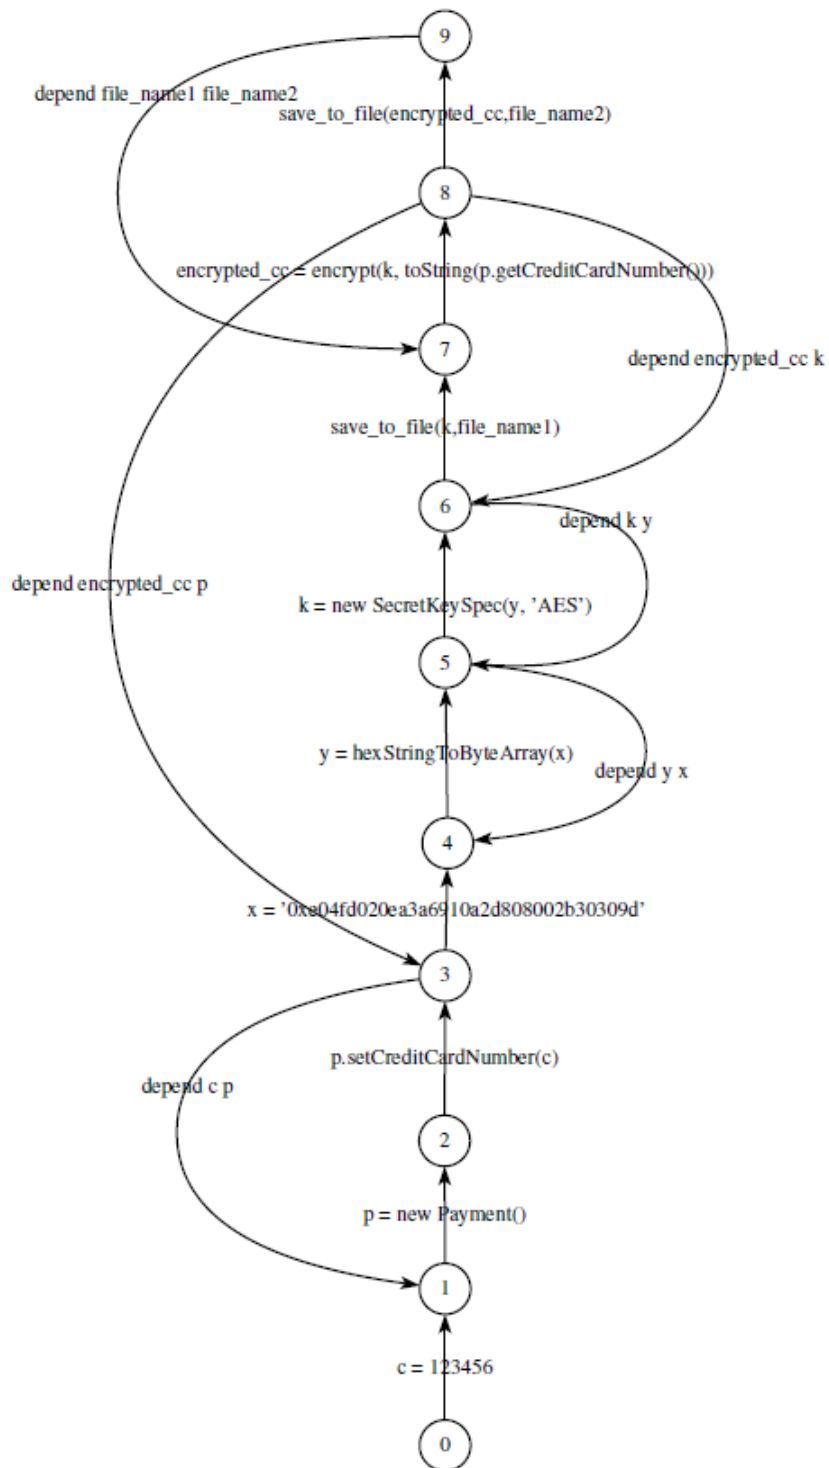 9
depend file_name1 file_name2
save_to_file(encrypted_cc,file_name2)
8
encrypted_cc = encrypt(k, toString(p.getCreditCardNumber()))
7
depend encrypted_cc k
save_to_file(k,file_name1)
6
depend k y
depend encrypted_cc p
k = new SecretKeySpec(y, 'AES')
5
y = hexStringToByteArray(x)
depend y x
4
x = '0xe04fd020ea3a6910a2d808002b30309d'
3
p.setCreditCardNumber(c)
depend c p
2
p = new Payment()
1
c = 123456
0